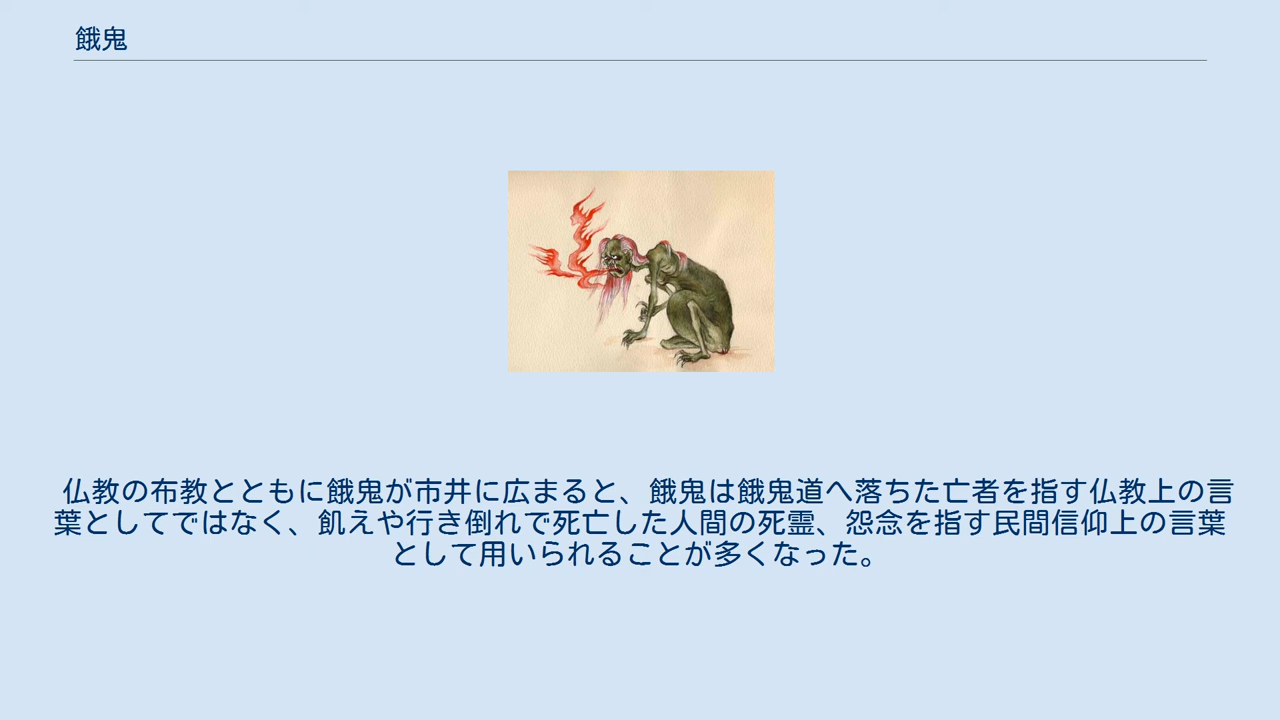 餓鬼
仏教の布教とともに餓鬼が市井に広まると、餓鬼は餓鬼道へ落ちた亡者を指す仏教上の言
葉としてではなく、飢えや行き倒れで死亡した人間の死霊、怨念を指す民間信仰上の言葉
として用いられることが多くなった。